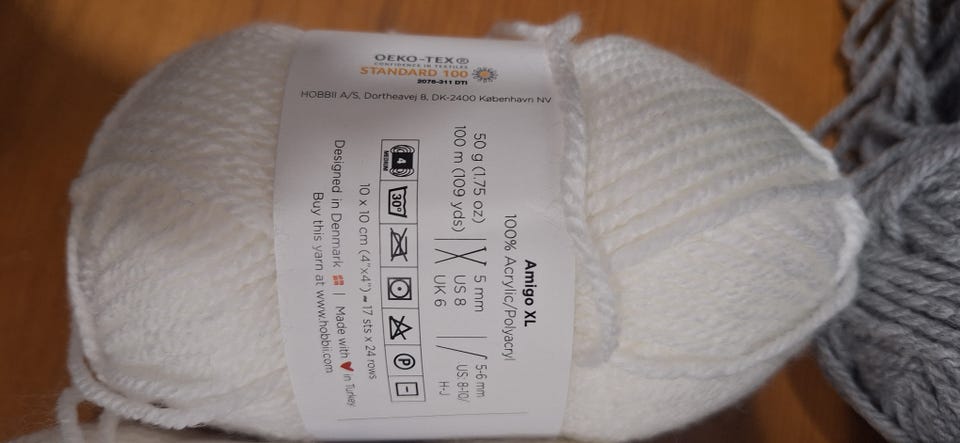 OEKO-TEX®
CONFIDENCE IN TEXTILES
STANDARD 100
2076-311 DTI
HOBBII A/S, Dortheavej 8, DK-2400 København NV
Amigo XL
100% Acrylic/Polyacryl
50 g (1.75 oz)
100 m (109 yds)
5 mm
US 8
UK 6
5-6 mm
US: 8-10/
H-J
4
MEDIUM
30°
P
10 x 10 cm (4"x4") ≈ 17 sts x 24 rows
Designed in Denmark | Made with ♥ in Turkey
Buy this yarn at www.hobbii.com